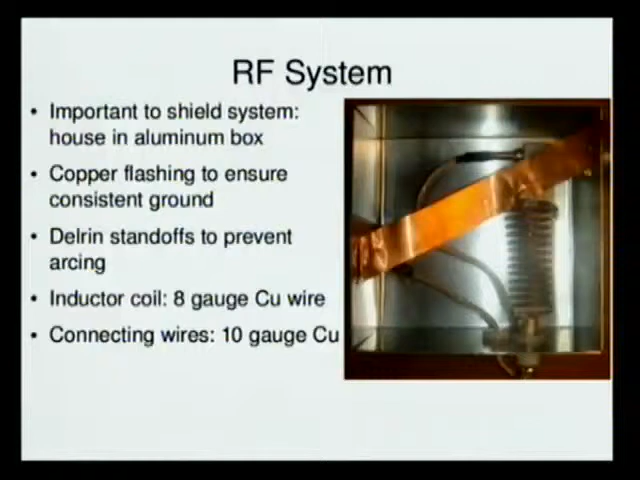 RF System
• Important to shield system:
house in aluminum box
• Copper flashing to ensure
consistent ground
• Delrin standoffs to prevent
arcing
• Inductor coil: 8 gauge Cu wire
• Connecting wires: 10 gauge Cu